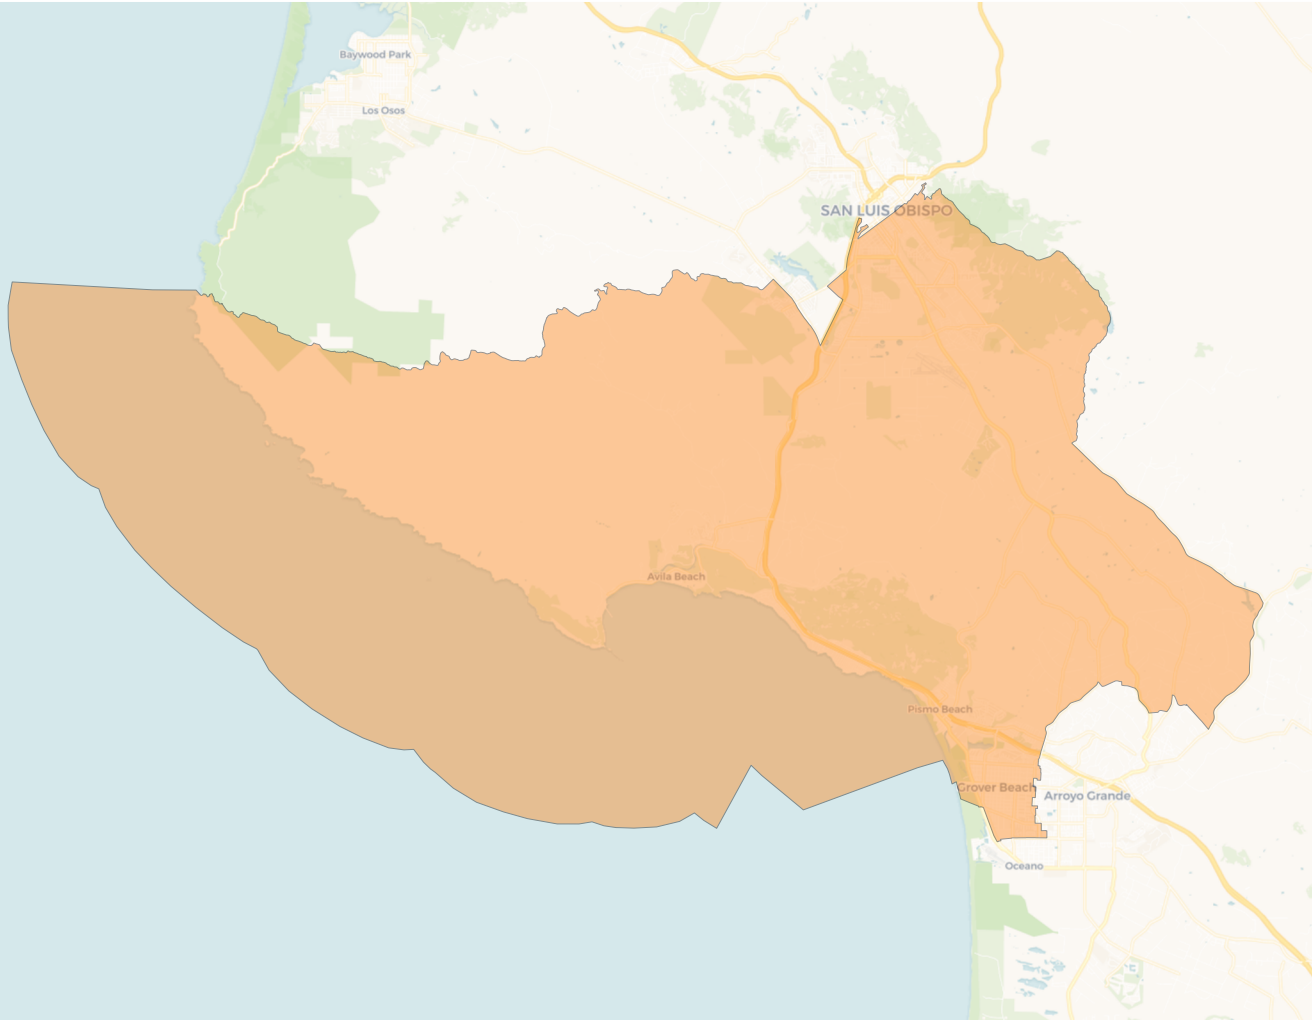 Baywood Park
Los Osos
SAN LUIS OBISPO
Avila Beach
Pismo Beach
Grover Beach
Arroyo Grande
Oceano